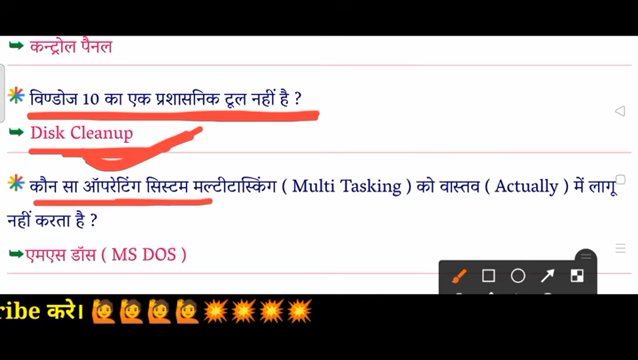 ➥ कन्ट्रोल पैनल
विण्डोज 10 का एक प्रशासनिक टूल नहीं है ?
➥ Disk Cleanup
कौन सा ऑपरेटिंग सिस्टम मल्टीटास्किंग ( Multi Tasking ) को वास्तव ( Actually ) में लागू
नहीं करता है ?
➥एमएस डॉस ( MS DOS )
ribe करे। 🙋🙋🙋🙋💥💥💥💥